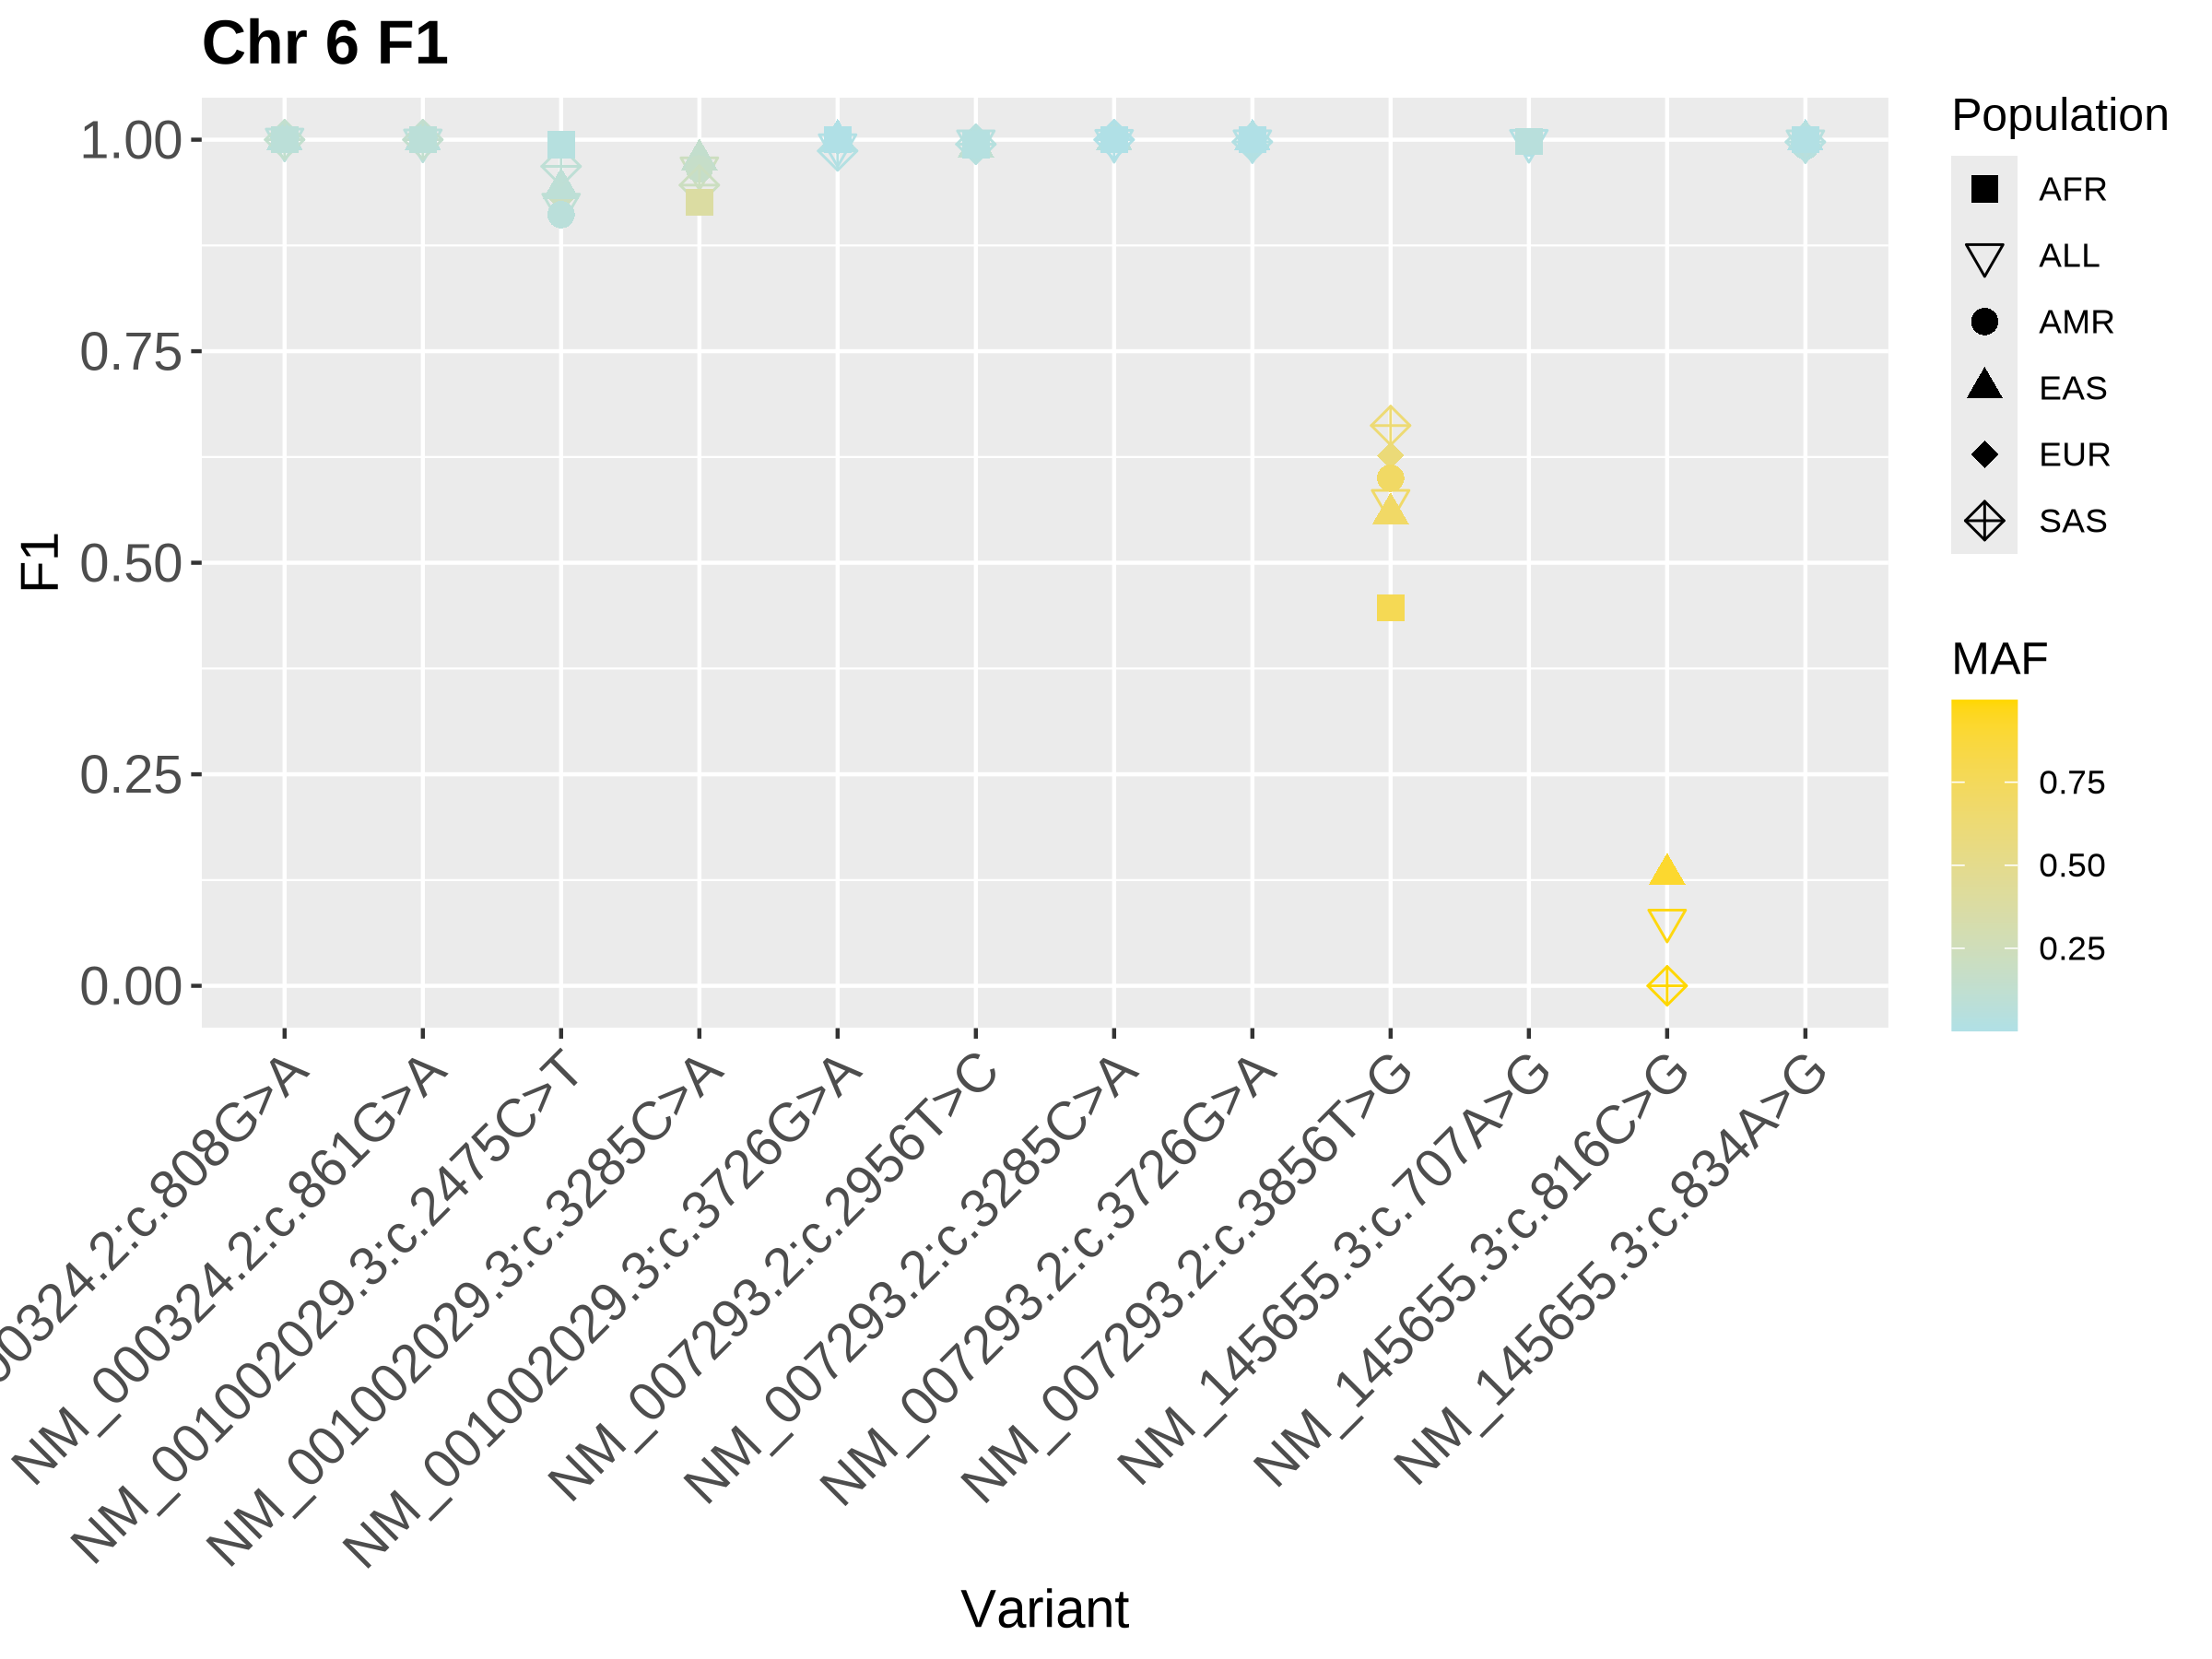 Chr 6 F1
1.00
0.75
0.50
0.25
0.00
F1
00324.2:c.808G>A
NM_000324.2:c.861G>A
NM_001002029.3:c.2475C>T
NM_001002029.3:c.3285C>A
NM_001002029.3:c.3726G>A
NM_007293.2:c.2956T>C
NM_007293.2:c.3285C>A
NM_007293.2:c.3726G>A
NM_007293.2:c.3856T>G
NM_145655.3:c.707A>G
NM_145655.3:c.816C>G
NM_145655.3:c.834A>G
Variant
Population
AFR
ALL
AMR
EAS
EUR
SAS
MAF
0.75
0.50
0.25